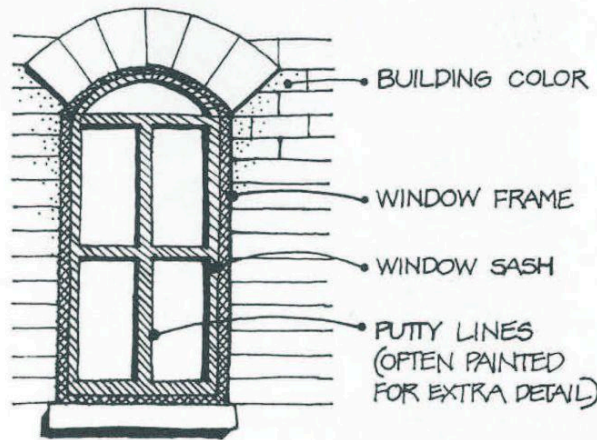 BUILDING COLOR
WINDOW FRAME
WINDOW SASH
PUTTY LINES
(OFTEN PAINTED
FOR EXTRA DETAIL)